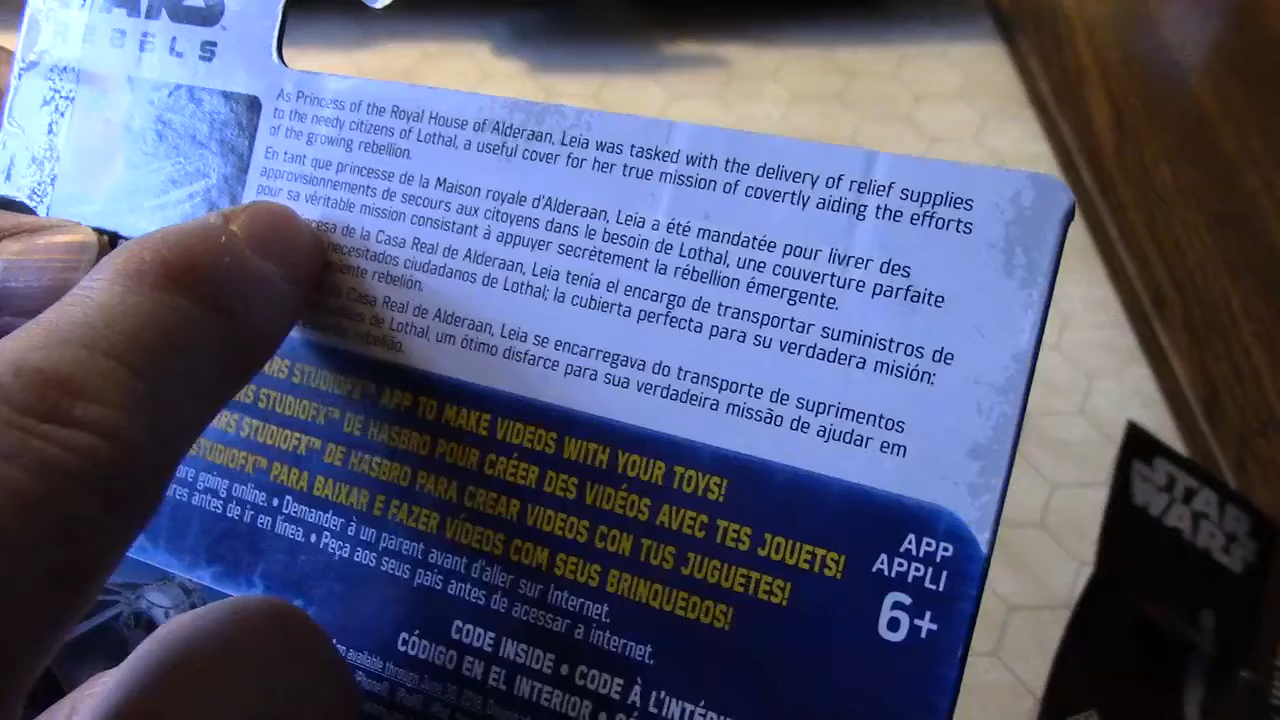 REBELS
As Princess of the Royal House of Alderaan, Leia was tasked with the delivery of relief supplies
to the needy citizens of Lothal, a useful cover for her true mission of covertly aiding the efforts
of the growing rebellion.
En tant que princesse de la Maison royale d'Alderaan, Leia a été mandatée pour livrer des
approvisionnements de secours aux citoyens dans le besoin de Lothal, une couverture parfaite
pour sa véritable mission consistant à appuyer secrètement la rébellion émergente.
de la Casa Real de Alderaan, Leia tenía el encargo de transportar suministros de
necesitados ciudadanos de Lothal; la cubierta perfecta para su verdadera misión:
rebelión.
Casa Real de Alderaan, Leia se encarregava do transporte de suprimentos
de Lothal, um ótimo disfarce para sua verdadeira missão de ajudar em
rebelião.
STUDIOFX™ APP TO MAKE VIDEOS WITH YOUR TOYS!
STUDIOFX™ DE HASBRO POUR CRÉER DES VIDÉOS AVEC TES JOUETS!
STUDIOFX™ DE HASBRO PARA CREAR VIDEOS CON TUS JUGUETES!
STUDIOFX™ PARA BAIXAR E FAZER VÍDEOS COM SEUS BRINQUEDOS!
going online. • Demander à un parent avant d'aller sur Internet.
antes de ir en línea. • Peça aos seus pais antes de acessar a internet.
APP
APPLI
6+
CODE INSIDE • CODE À
CÓDIGO EN EL INTERIOR •
available through June 30,
STAR
WARS